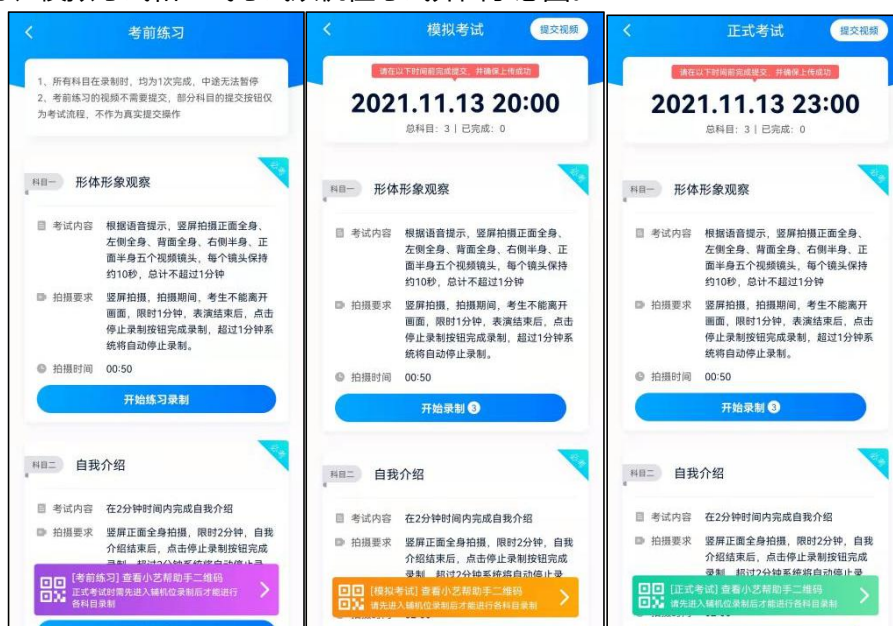 考前练习
1、所有科目在录制时，均为1次完成，中途无法暂停
2、考前练习的视频不需要提交，部分科目的提交按钮仅
为考试流程，不作为真实提交操作
必考
科目一 形体形象观察
考试内容 根据语音提示，竖屏拍摄正面全身、
左侧全身、背面全身、右侧半身、正
面半身五个视频镜头，每个镜头保持
约10秒，总计不超过1分钟
拍摄要求 竖屏拍摄，拍摄期间，考生不能离开
画面，限时1分钟，表演结束后，点击
停止录制按钮完成录制，超过1分钟系
统将自动停止录制。
拍摄时间 00:50
开始练习录制
必考
科目二 自我介绍
考试内容 在2分钟时间内完成自我介绍
拍摄要求 竖屏正面全身拍摄，限时2分钟，自我
介绍结束后，点击停止录制按钮完成
[考前练习] 查看小艺帮助手二维码
正式考试时需先进入辅机位录制后才能进行
各科目录制
模拟考试
提交视频
请在以下时间前完成提交，并确保上传成功
2021.11.13 20:00
总科目：3 | 已完成：0
必考
科目一 形体形象观察
考试内容 根据语音提示，竖屏拍摄正面全身、
左侧全身、背面全身、右侧半身、正
面半身五个视频镜头，每个镜头保持
约10秒，总计不超过1分钟
拍摄要求 竖屏拍摄，拍摄期间，考生不能离开
画面，限时1分钟，表演结束后，点击
停止录制按钮完成录制，超过1分钟系
统将自动停止录制。
拍摄时间 00:50
开始录制 3
必考
科目二 自我介绍
考试内容 在2分钟时间内完成自我介绍
拍摄要求 竖屏正面全身拍摄，限时2分钟，自我
介绍结束后，点击停止录制按钮完成
录制，超过2分钟系统将自动停止录
[模拟考试] 查看小艺帮助手二维码
请先进入辅机位录制后才能进行各科目录制
正式考试
提交视频
请在以下时间前完成提交，并确保上传成功
2021.11.13 23:00
总科目：3 | 已完成：0
必考
科目一 形体形象观察
考试内容 根据语音提示，竖屏拍摄正面全身、
左侧全身、背面全身、右侧半身、正
面半身五个视频镜头，每个镜头保持
约10秒，总计不超过1分钟
拍摄要求 竖屏拍摄，拍摄期间，考生不能离开
画面，限时1分钟，表演结束后，点击
停止录制按钮完成录制，超过1分钟系
统将自动停止录制。
拍摄时间 00:50
开始录制 3
必考
科目二 自我介绍
考试内容 在2分钟时间内完成自我介绍
拍摄要求 竖屏正面全身拍摄，限时2分钟，自我
介绍结束后，点击停止录制按钮完成
录制，超过2分钟系统将自动停止录
[正式考试] 查看小艺帮助手二维码
请先进入辅机位录制后才能进行各科目录制